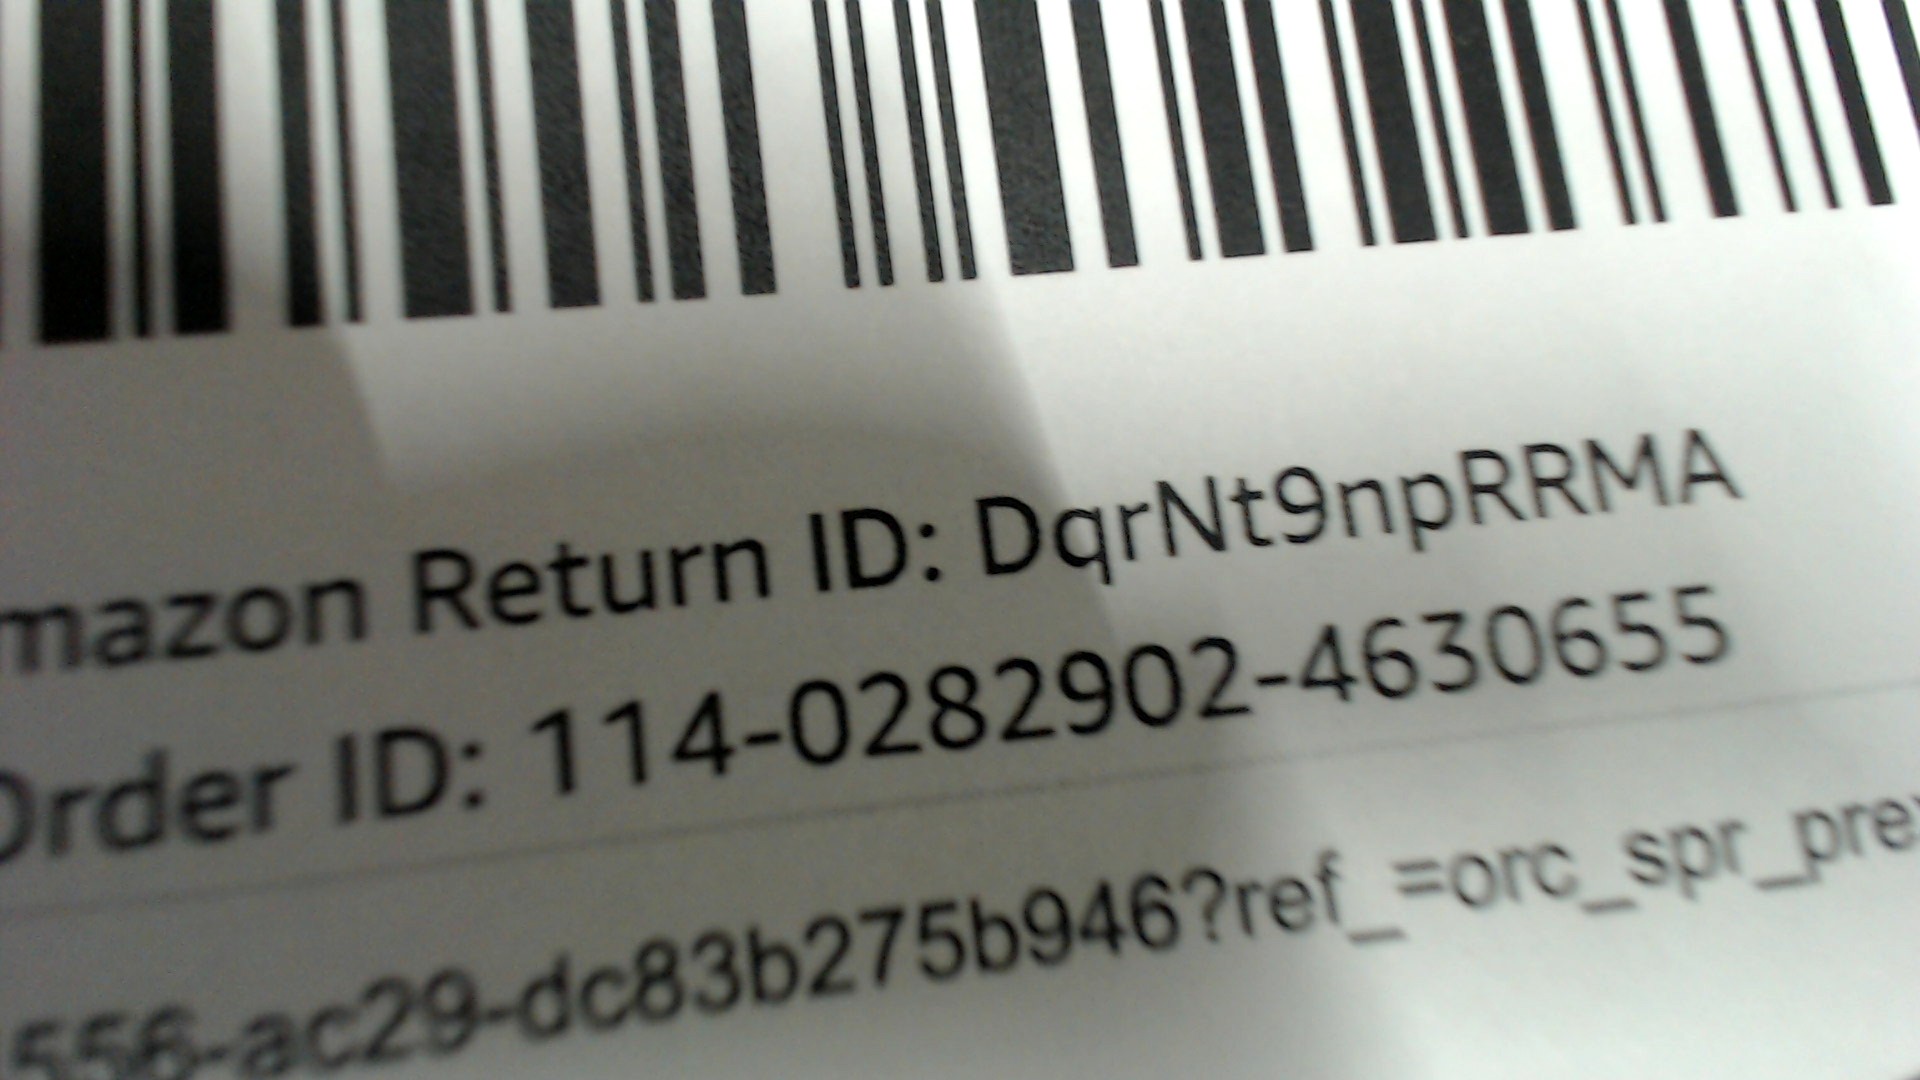 mazon Return ID: DqrNt9npRRMA
Order ID: 114-0282902-4630655
556-ac29-dc83b275b946?ref_=orc_spr_pre